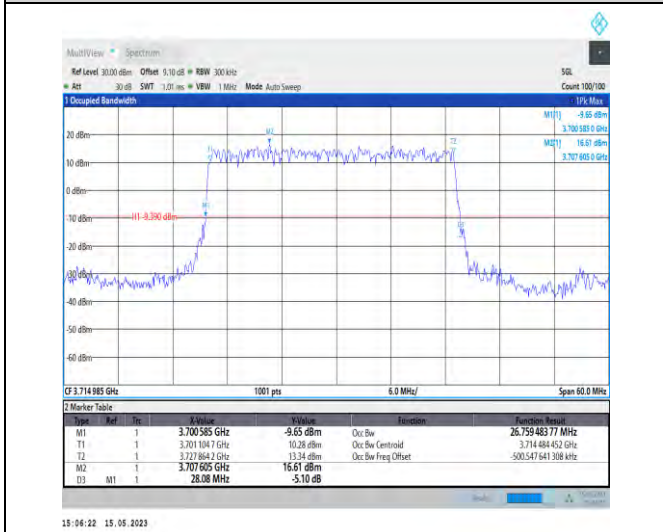 MultiView Spectrum
Ref Level 30.00 dBm Offset 9.10 dB RBW 300 kHz SGL
Att 30 dB SWT 1.01 ms VBW 1 MHz Mode Auto Sweep Count 100/100
1 Occupied Bandwidth 1Pk Max
M1[1] -9.65 dBm
3.700 585 0 GHz
M2[1] 16.61 dBm
3.707 605 0 GHz
M2
20 dBm
T1 T2
10 dBm
0 dBm
M1
-10 dBm H1 -9.390 dBm
D3
-20 dBm
-30 dBm
-40 dBm
-50 dBm
-60 dBm
CF 3.714 985 GHz 1001 pts 6.0 MHz/ Span 60.0 MHz
2 Marker Table
Type Ref Trc X-Value Y-Value Function Function Result
M1 1 3.700 585 GHz -9.65 dBm Occ Bw 26.759 483 77 MHz
T1 1 3.701 104 7 GHz 10.28 dBm Occ Bw Centroid 3.714 484 452 GHz
T2 1 3.727 864 2 GHz 13.34 dBm Occ Bw Freq Offset -500.547 641 308 kHz
M2 1 3.707 605 GHz 16.61 dBm
D3 M1 1 28.08 MHz -5.10 dB
15:06:22 15.05.2023